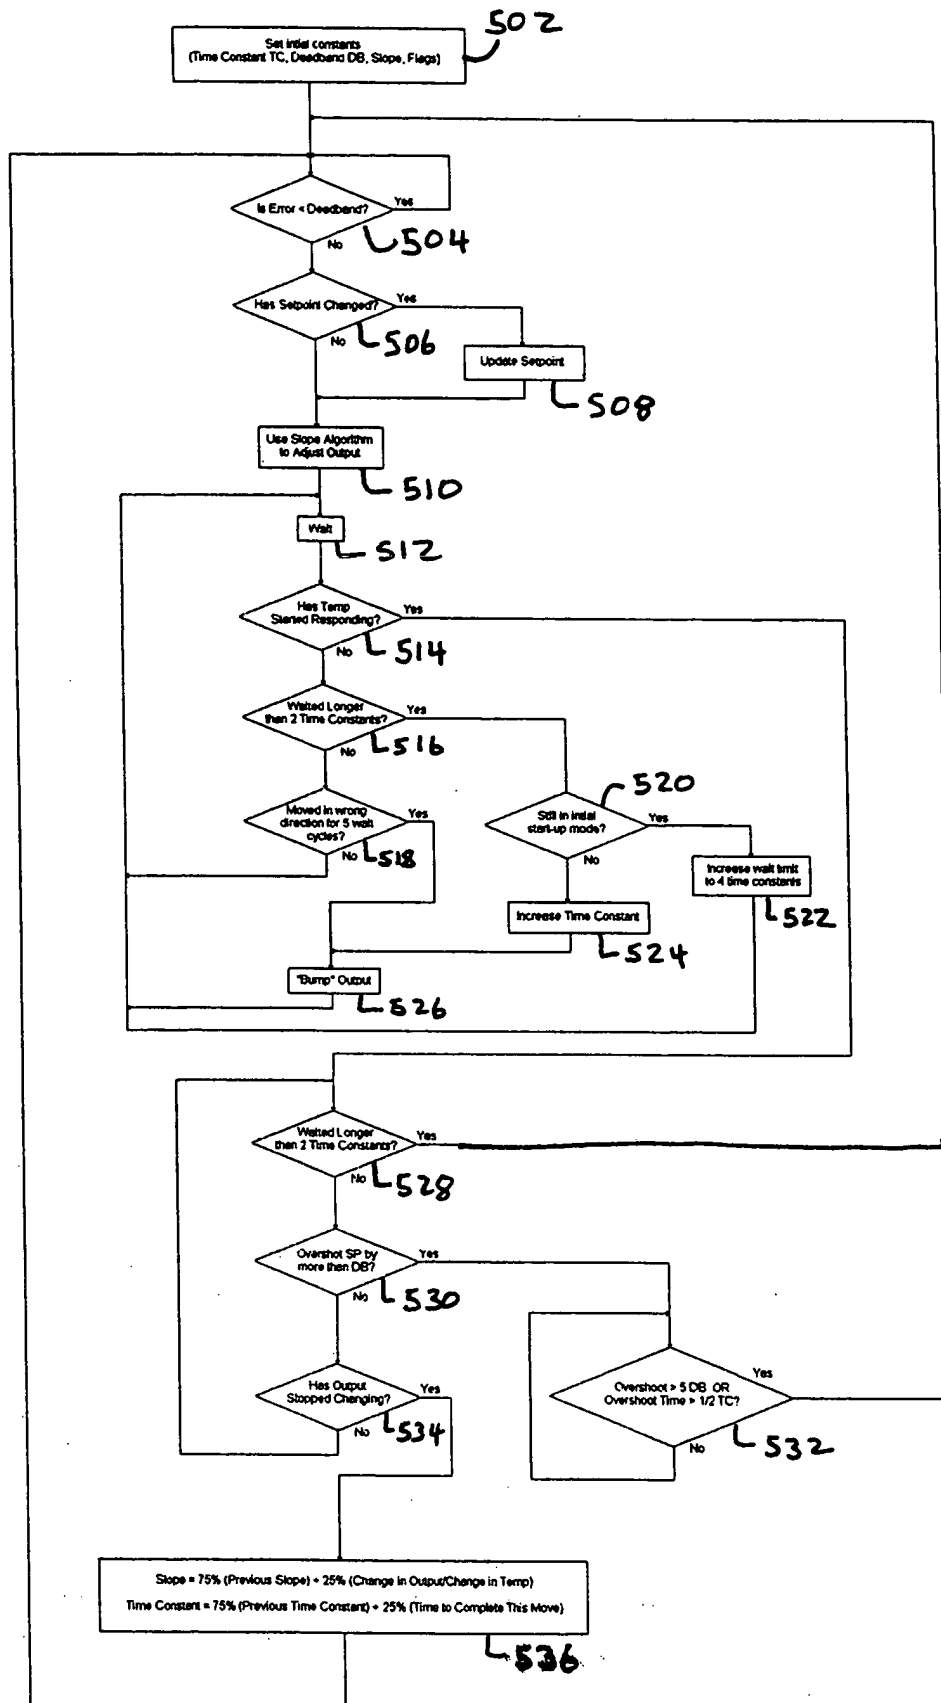 502
Set intial constants
(Time Constant TC, Deadband DB, Slope, Flags)
Is Error < Deadband?
Yes
No
504
Has Setpoint Changed?
Yes
No
506
Update Setpoint
508
Use Slope Algorithm
to Adjust Output
510
Wait
512
Has Temp
Started Responding?
Yes
No
514
Waited Longer
than 2 Time Constants?
Yes
No
516
520
Moved in wrong
direction for 5 wait
cycles?
Yes
No
518
Still in initial
start-up mode?
Yes
No
Increase wait limit
to 4 time constants
522
Increase Time Constant
524
"Bump" Output
526
Waited Longer
than 2 Time Constants?
Yes
No
528
Overshot SP by
more then DB?
Yes
No
530
Has Output
Stopped Changing?
Yes
No
534
Overshoot > 5 DB OR
Overshoot Time > 1/2 TC?
Yes
No
532
Slope = 75% (Previous Slope) + 25% (Change in Output/Change in Temp)
Time Constant = 75% (Previous Time Constant) + 25% (Time to Complete This Move)
536